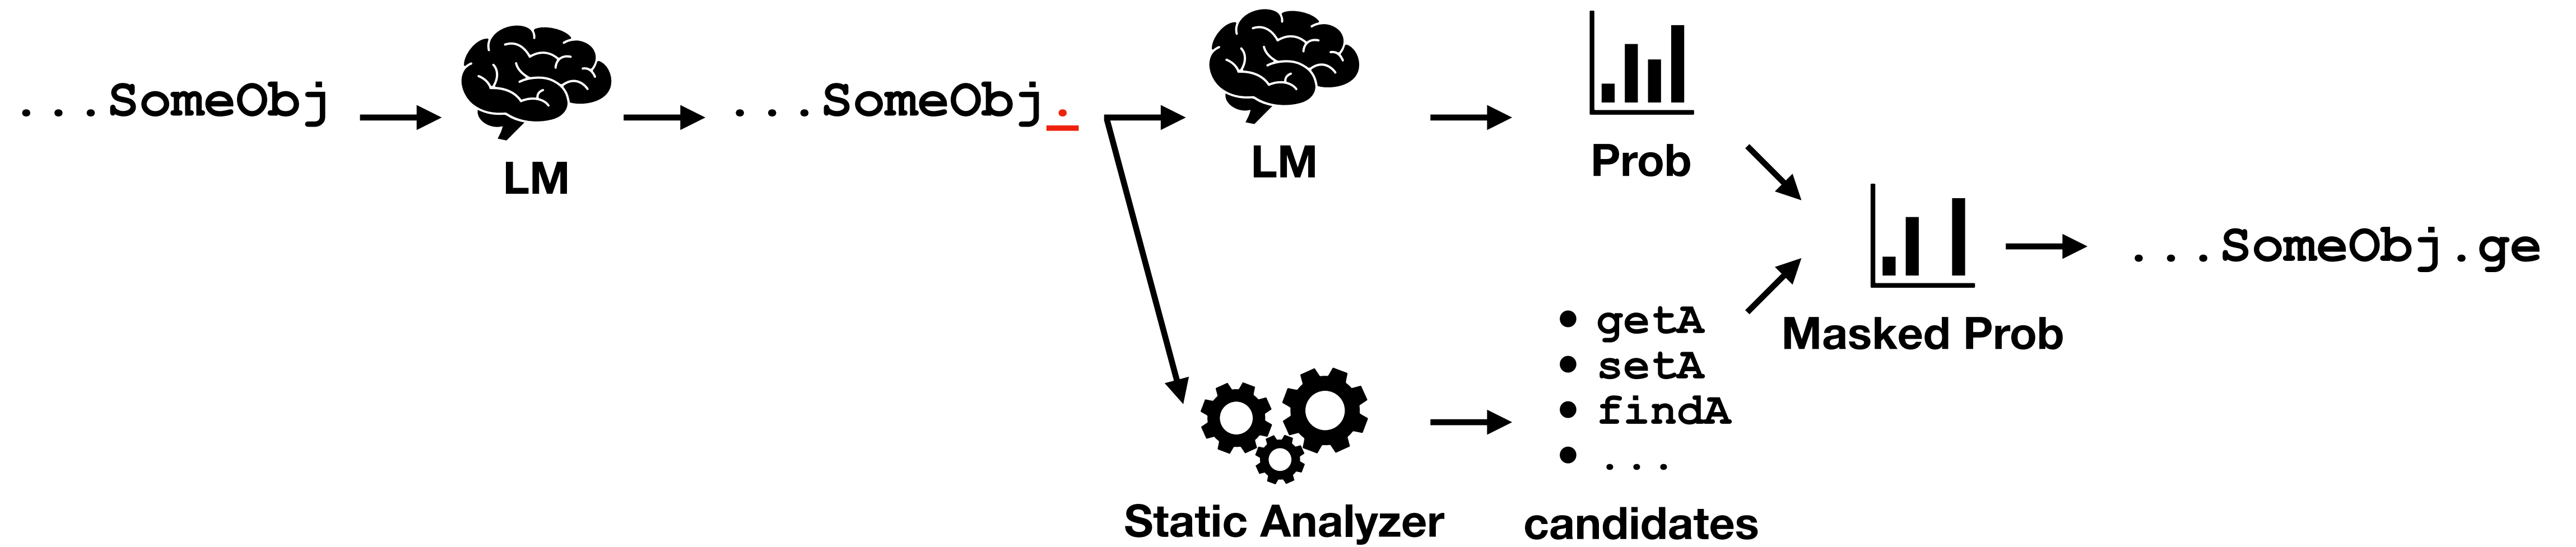 ...SomeObj
LM
...SomeObj.
LM
Prob
Static Analyzer
• getA
• setA
• findA
• ...
candidates
Masked Prob
...SomeObj.ge